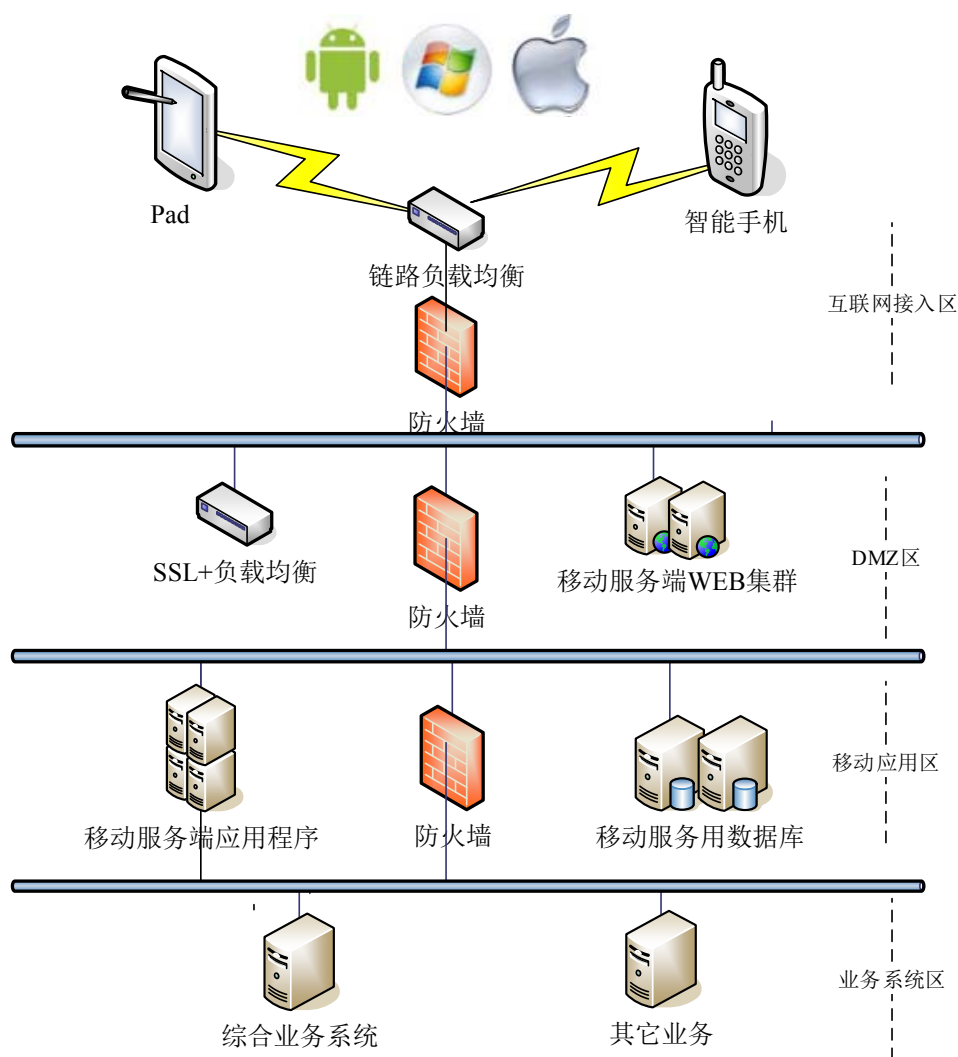 Pad
智能手机
链路负载均衡
互联网接入区
防火墙
SSL+负载均衡
防火墙
移动服务端WEB集群
DMZ区
移动服务端应用程序
防火墙
移动服务用数据库
移动应用区
综合业务系统
其它业务
业务系统区